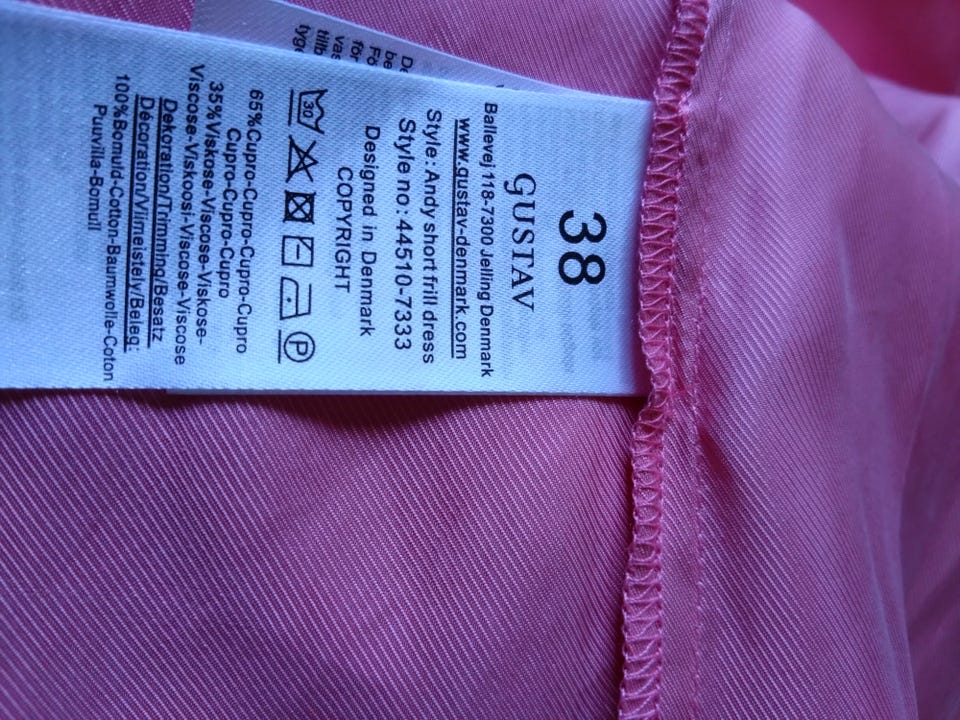 38
GUSTAV
Ballevej 118-7300 Jelling Denmark
www.gustav-denmark.com
Style: Andy short frill dress
Style no: 44510-7333
Designed in Denmark
COPYRIGHT
30 P
65%Cupro-Cupro-Cupro-Cupro
Cupro-Cupro-Cupro
35%Viskose-Viscose-Viskose-
Viscose-Viskoosi-Viscose-Viscose
Dekoration/Trimming/Besatz
Décoration/Viimeistely/Beleg:
100%Bomuld-Cotton-Baumwolle-Coton
Puuvilla-Bomull